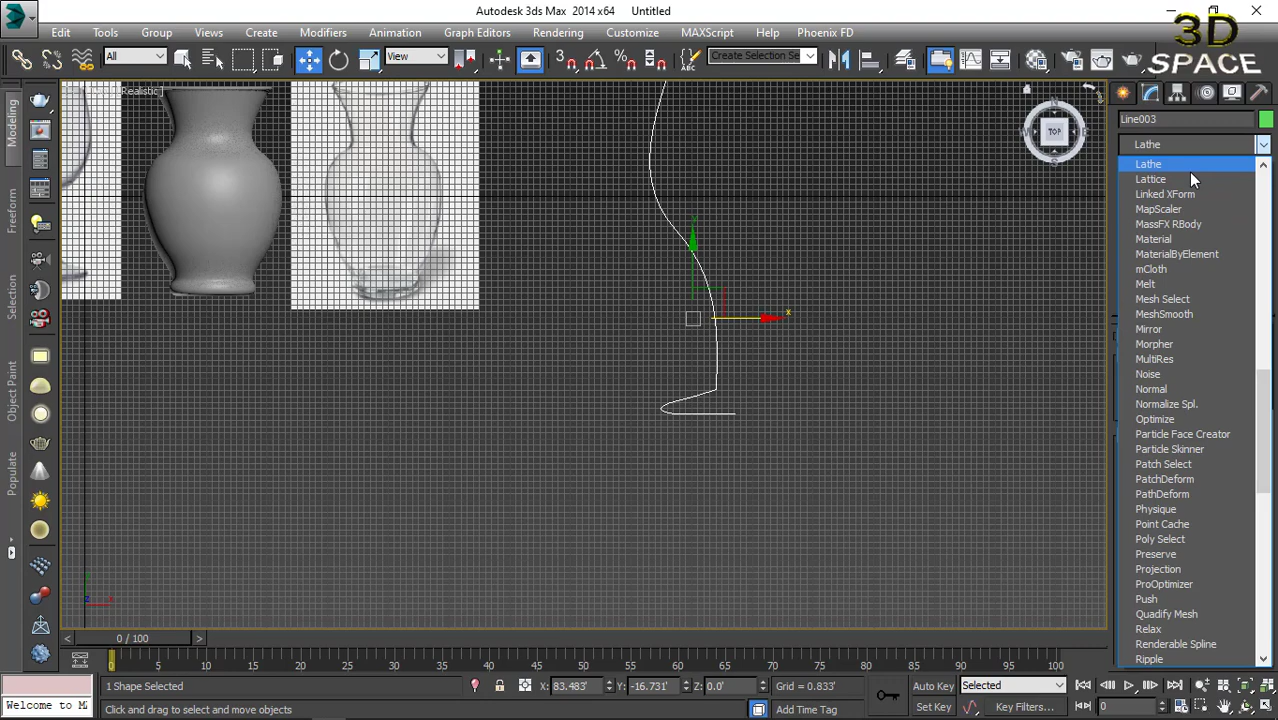 Autodesk 3ds Max 2014 x64 Untitled
3D SPACE
Edit Tools Group Views Create Modifiers Animation Graph Editors Rendering Customize MAXScript Help Phoenix FD
All
View
Create Selection Se
Realistic ]
Modeling
Freeform
Selection
Object Paint
Populate
N
W
TOP
S
y
x
z
Line003
Lathe
Lathe
Lattice
Linked XForm
MapScaler
MassFX RBody
Material
MaterialByElement
mCloth
Melt
Mesh Select
MeshSmooth
Mirror
Morpher
MultiRes
Noise
Normal
Normalize Spl.
Optimize
Particle Face Creator
Particle Skinner
Patch Select
PatchDeform
PathDeform
Physique
Point Cache
Poly Select
Preserve
Projection
ProOptimizer
Push
Quadify Mesh
Relax
Renderable Spline
Ripple
< 0 / 100 >
0 5 10 15 20 25 30 35 40 45 50 55 60 65 70 75 80 85 90 95 100
1 Shape Selected
X: 83.483' Y: -16.731' Z: 0.0' Grid = 0.833'
Auto Key Selected
Welcome to M
Click and drag to select and move objects
Add Time Tag
Set Key Key Filters...
0